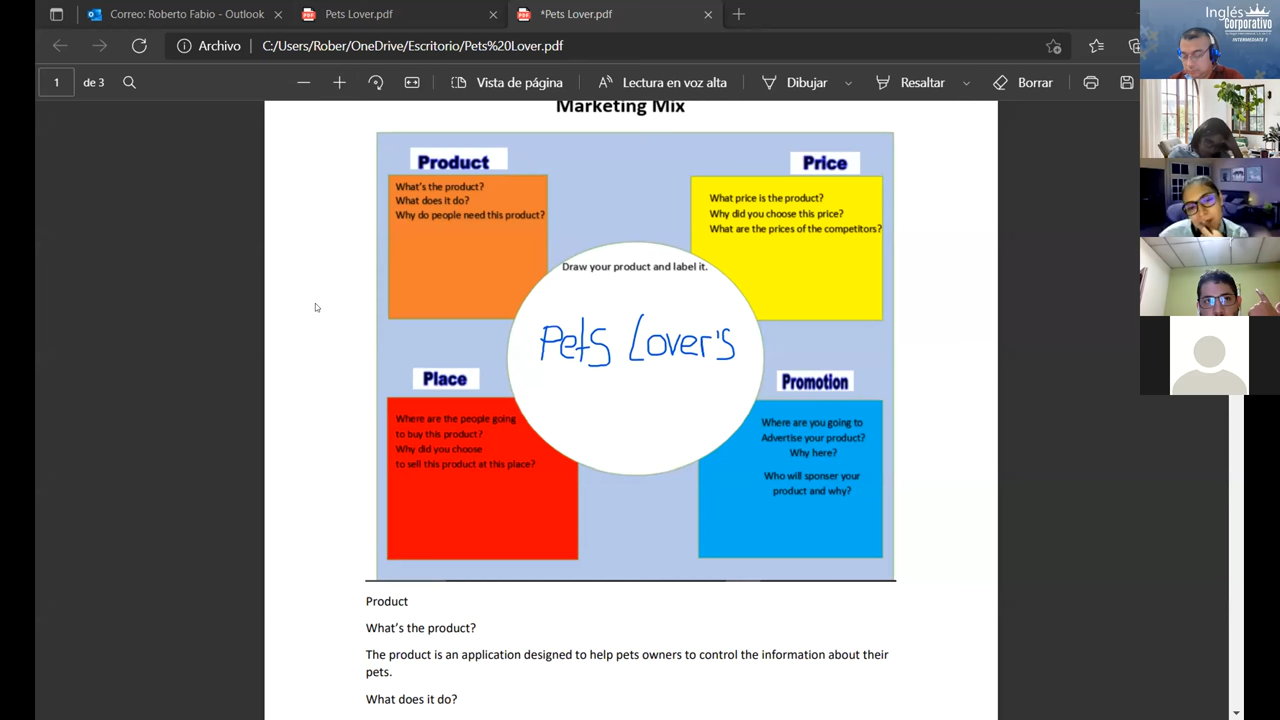 Correo: Roberto Fabio - Outlook
Pets Lover.pdf
*Pets Lover.pdf
Archivo
C:/Users/Rober/OneDrive/Escritorio/Pets%20Lover.pdf
1 de 3
Vista de página
Lectura en voz alta
Dibujar
Resaltar
Borrar
Inglés
Corporativo
INTERMEDIATE 5
Marketing Mix
Product
What's the product?
What does it do?
Why do people need this product?
Price
What price is the product?
Why did you choose this price?
What are the prices of the competitors?
Draw your product and label it.
Pets Lover's
Place
Where are the people going
to buy this product?
Why did you choose
to sell this product at this place?
Promotion
Where are you going to
Advertise your product?
Why here?
Who will sponser your
product and why?
Product
What's the product?
The product is an application designed to help pets owners to control the information about their
pets.
What does it do?